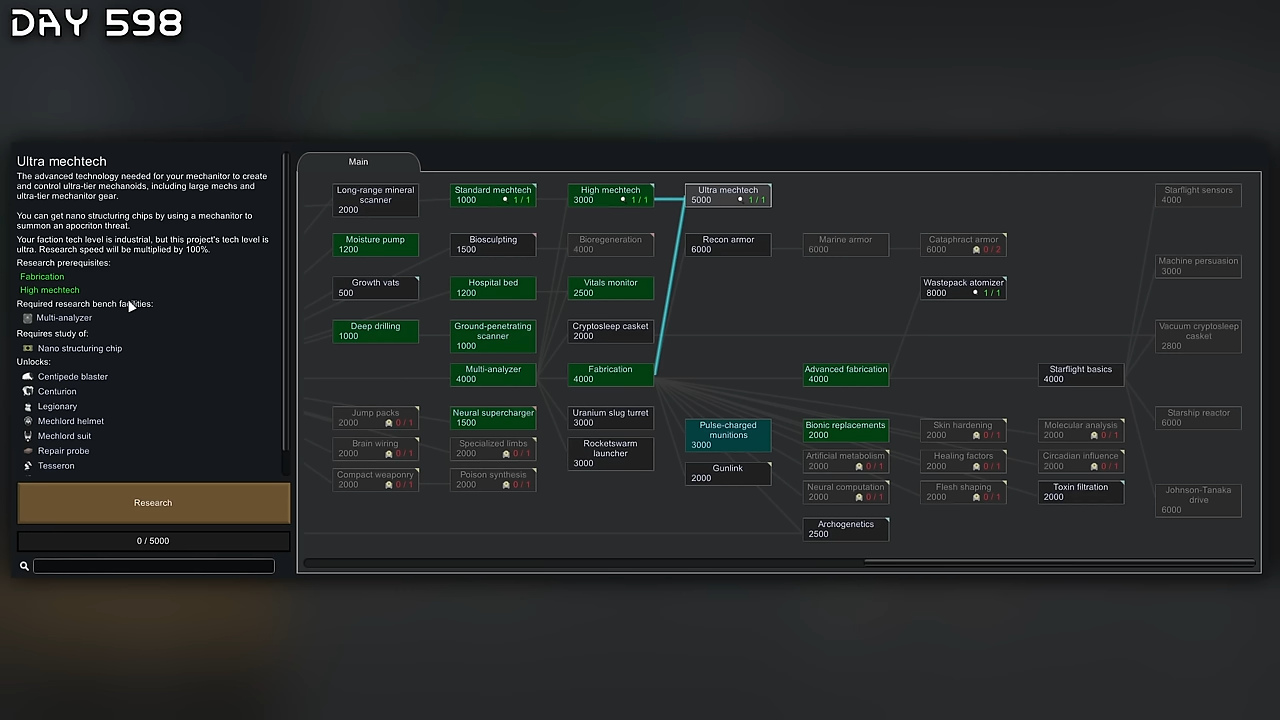 DAY 598
Ultra mechtech
The advanced technology needed for your mechanitor to create
and control ultra-tier mechanoids, including large mechs and
ultra-tier mechanitor gear.
You can get nano structuring chips by using a mechanitor to
summon an apocriton threat.
Your faction tech level is industrial, but this project's tech level is
ultra. Research speed will be multiplied by 100%.
Research prerequisites:
Fabrication
High mechtech
Required research bench facilities:
Multi-analyzer
Requires study of:
Nano structuring chip
Unlocks:
Centipede blaster
Centurion
Legionary
Mechlord helmet
Mechlord suit
Repair probe
Tesseron
Research
0 / 5000
Main
Long-range mineral
scanner
2000
Standard mechtech
1000 1 / 1
High mechtech
3000 1 / 1
Ultra mechtech
5000 1 / 1
Starflight sensors
4000
Moisture pump
1200
Biosculpting
1500
Bioregeneration
4000
Recon armor
6000
Marine armor
6000
Cataphract armor
6000 0 / 2
Machine persuasion
3000
Growth vats
500
Hospital bed
1200
Vitals monitor
2500
Wastepack atomizer
8000 1 / 1
Deep drilling
1000
Ground-penetrating
scanner
1000
Cryptosleep casket
2000
Vacuum cryptosleep
casket
2800
Multi-analyzer
4000
Fabrication
4000
Advanced fabrication
4000
Starflight basics
4000
Jump packs
2000 0 / 1
Neural supercharger
1500
Uranium slug turret
3000
Pulse-charged
munitions
3000
Bionic replacements
2000
Skin hardening
2000 0 / 1
Molecular analysis
2000 0 / 1
Starship reactor
6000
Brain wiring
2000 0 / 1
Specialized limbs
2000 0 / 1
Rocketswarm
launcher
3000
Artificial metabolism
2000 0 / 1
Healing factors
2000 0 / 1
Circadian influence
2000 0 / 1
Compact weaponry
2000 0 / 1
Poison synthesis
2000 0 / 1
Gunlink
2000
Neural computation
2000 0 / 1
Flesh shaping
2000 0 / 1
Toxin filtration
2000
Johnson-Tanaka
drive
6000
Archogenetics
2500